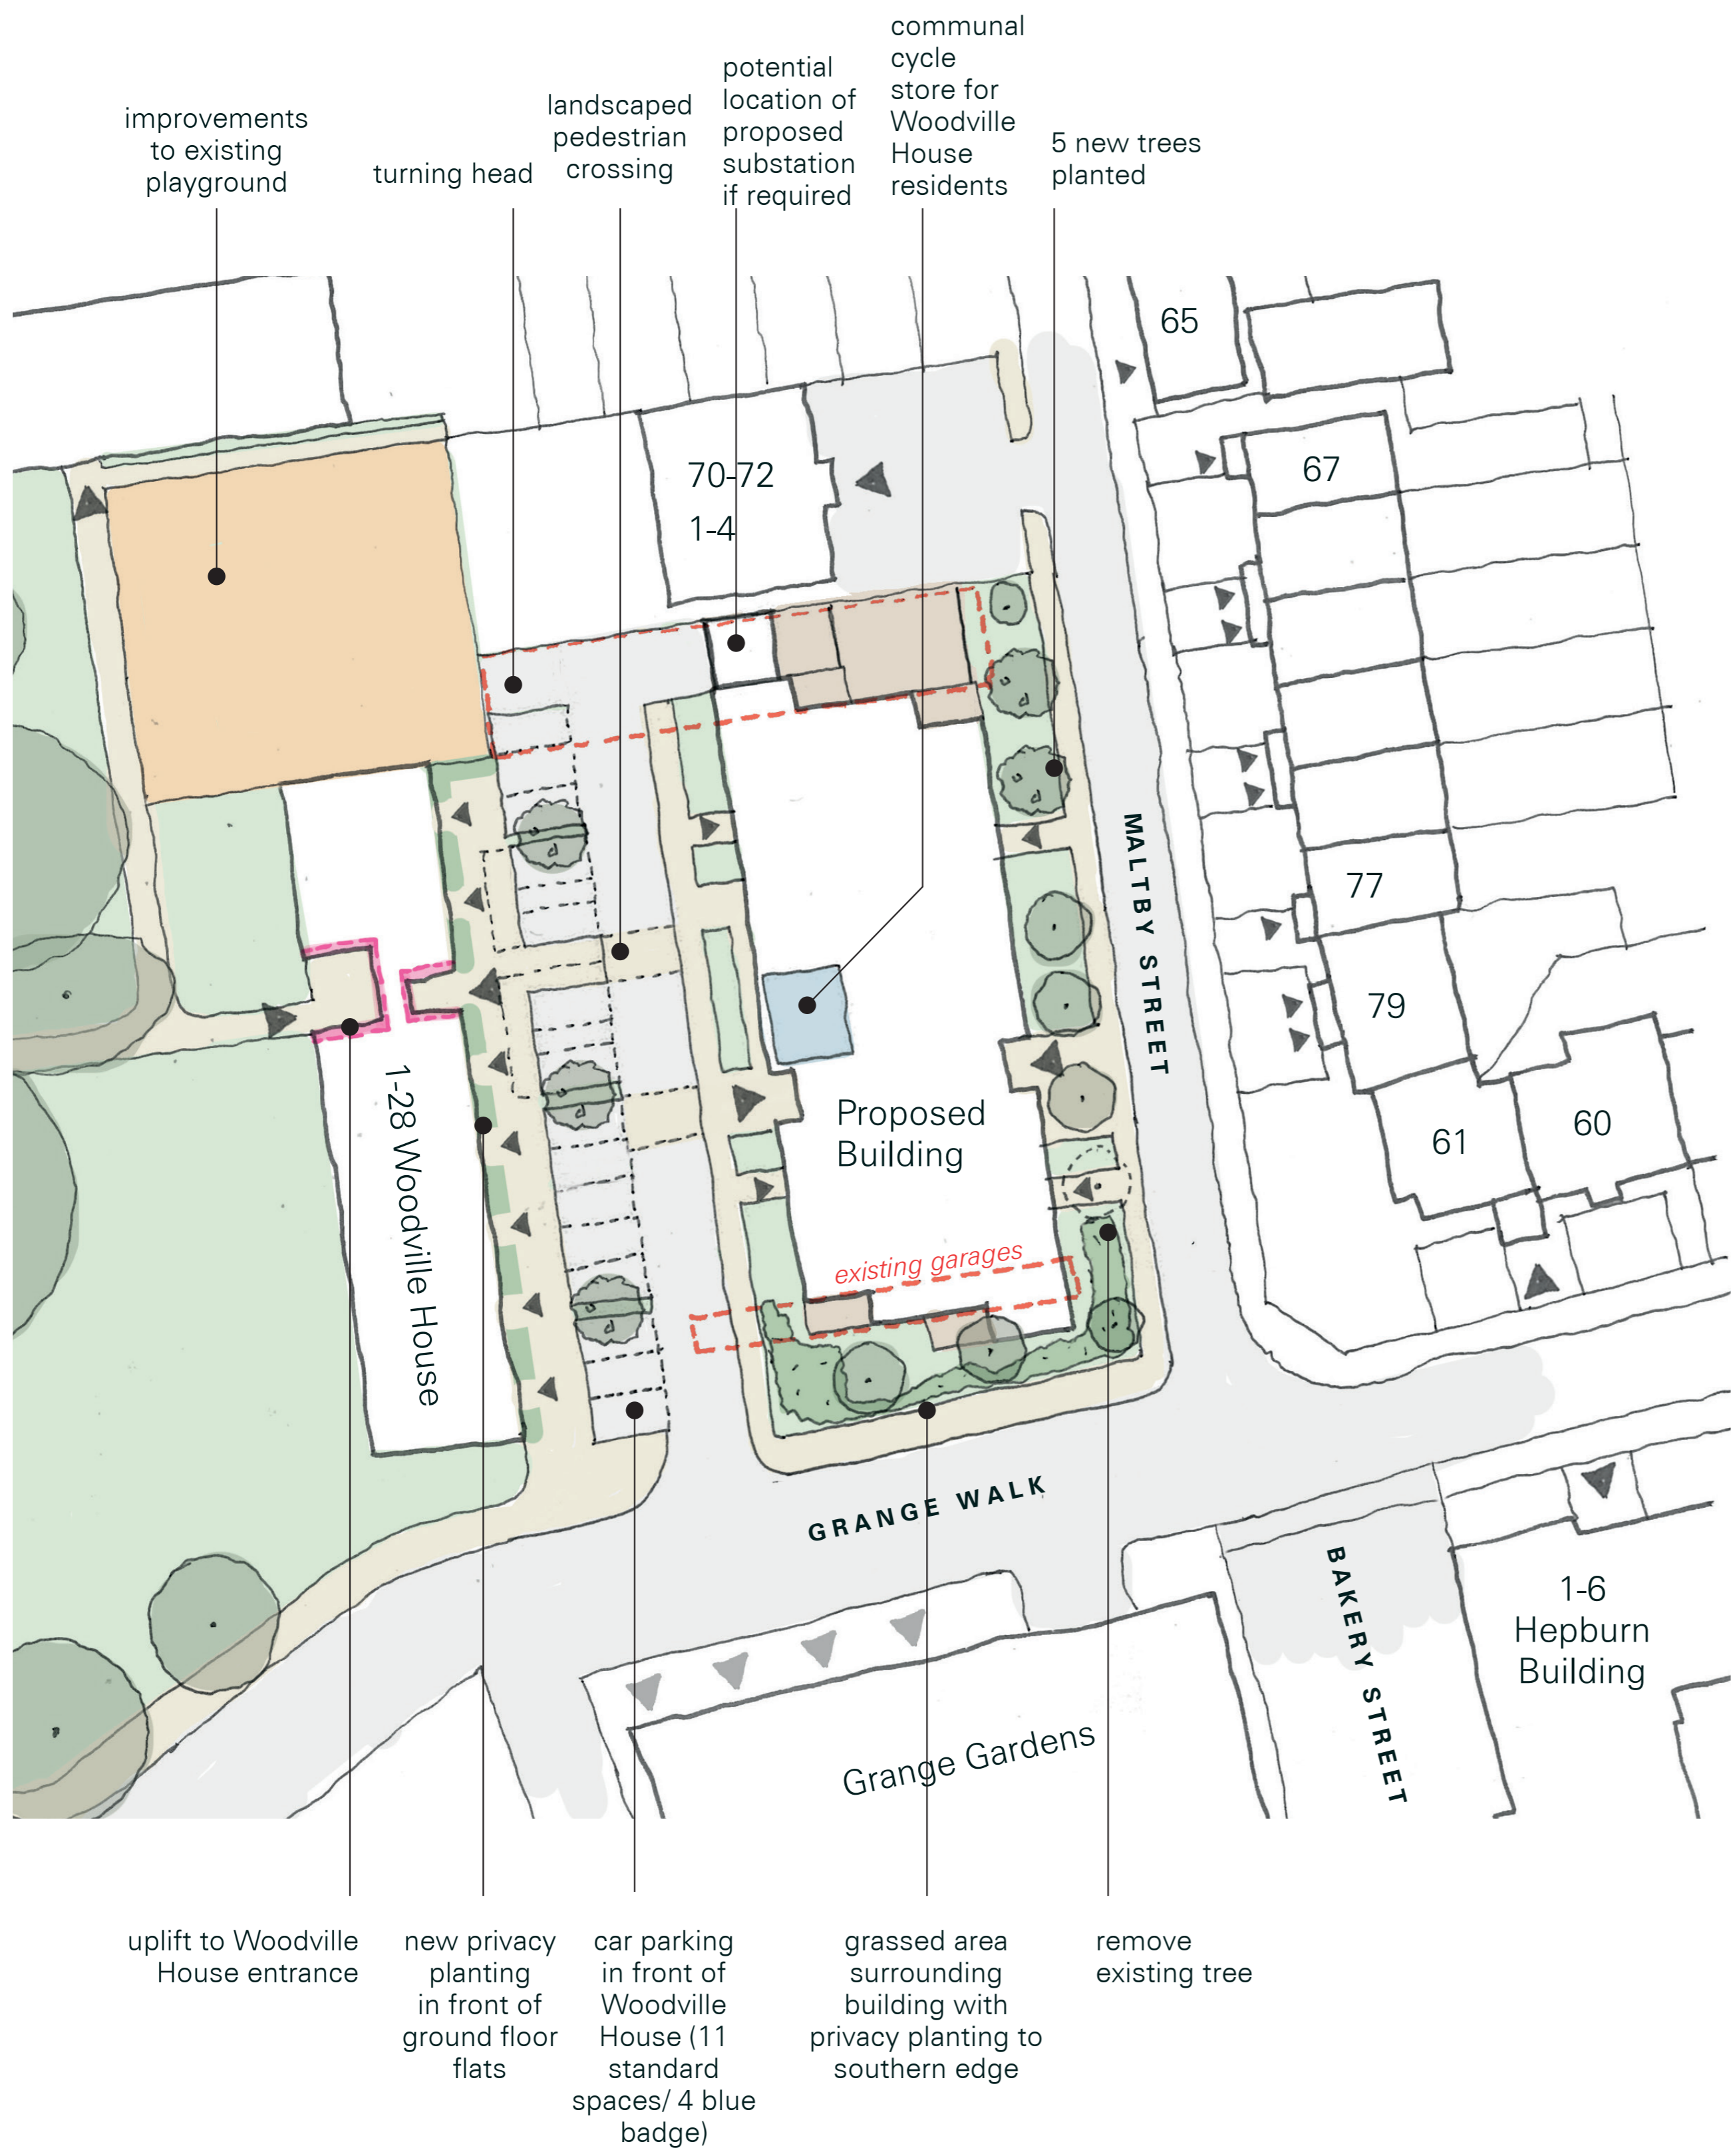 communal
cycle
store for
Woodville
House
residents
potential
location of
proposed
substation
if required
landscaped
pedestrian
crossing
improvements
to existing
playground
turning head
5 new trees
planted
65
67
70-72
1-4
77
79
MALTBY STREET
61
60
Proposed
Building
1-28 Woodville House
existing garages
GRANGE WALK
BAKERY STREET
1-6
Hepburn
Building
Grange Gardens
uplift to Woodville
House entrance
new privacy
planting
in front of
ground floor
flats
car parking
in front of
Woodville
House (11
standard
spaces/ 4 blue
badge)
grassed area
surrounding
building with
privacy planting to
southern edge
remove
existing tree